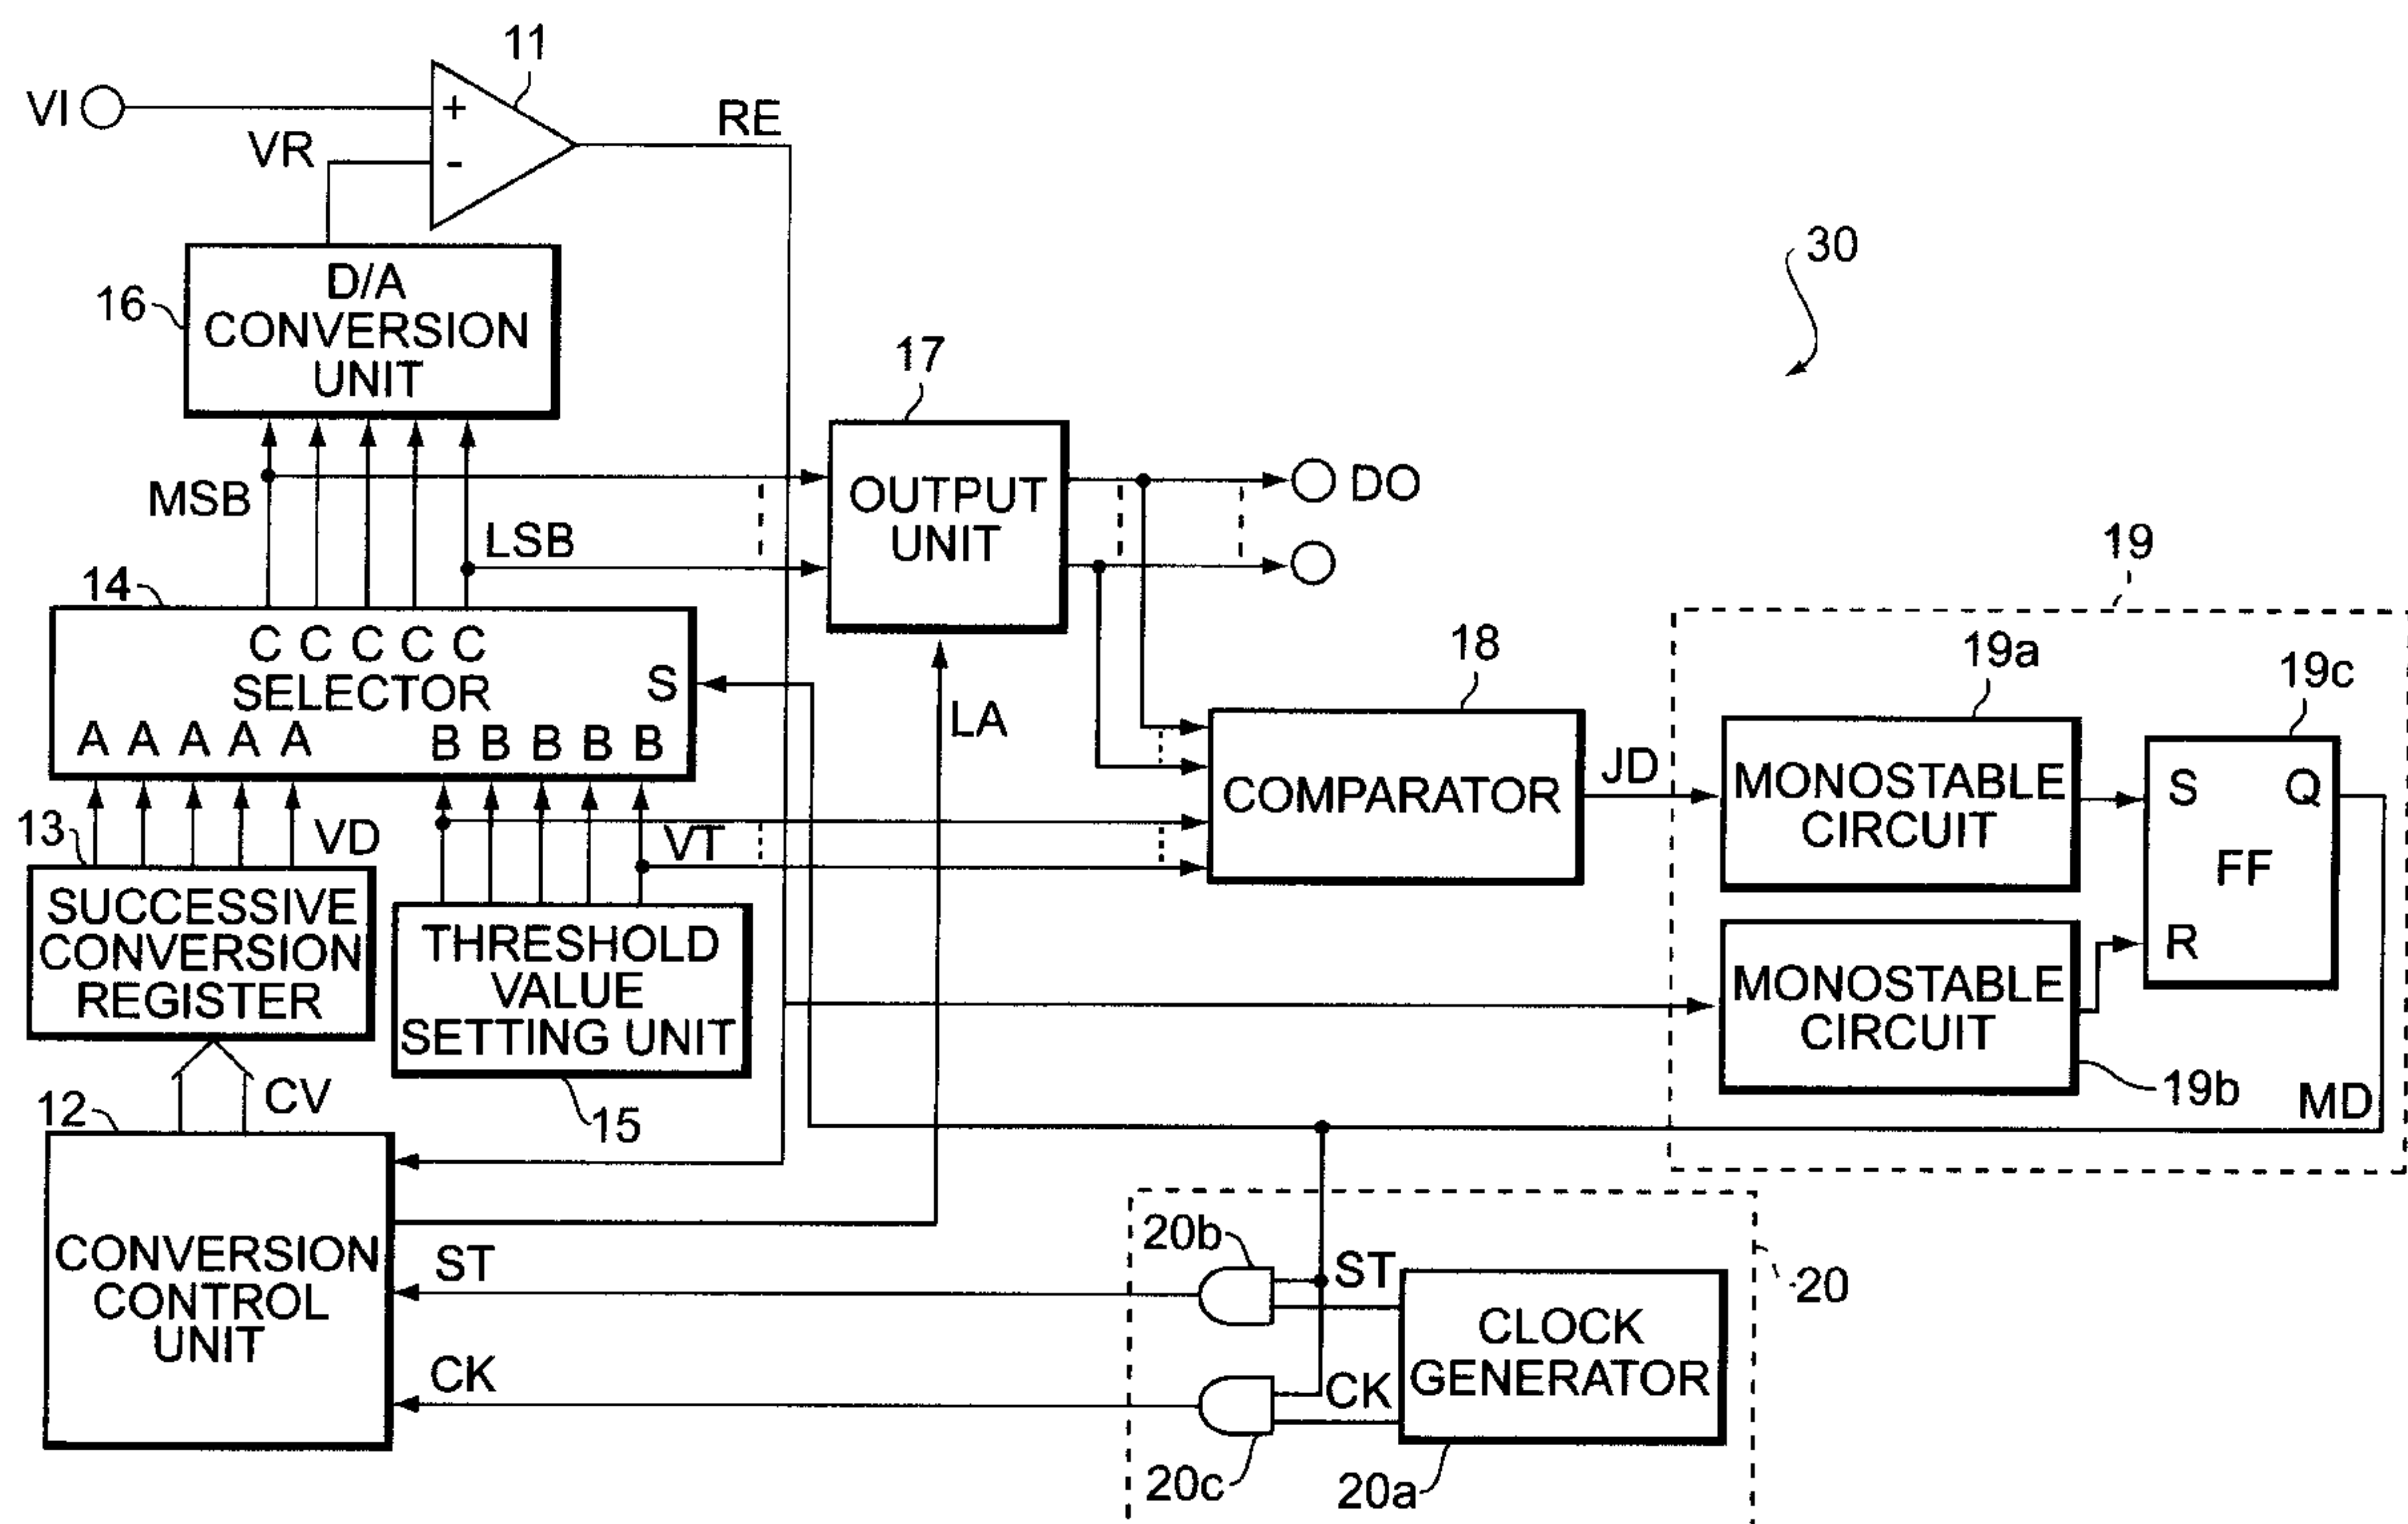 11
VI
+
RE
VR
-
30
16
D/A
CONVERSION
UNIT
17
MSB
OUTPUT
UNIT
DO
LSB
19
14
C C C C C
SELECTOR
S
A A A A A
B B B B B
LA
18
19a
19c
COMPARATOR
JD
MONOSTABLE
CIRCUIT
S
Q
FF
R
13
VD
VT
SUCCESSIVE
CONVERSION
REGISTER
THRESHOLD
VALUE
SETTING UNIT
MONOSTABLE
CIRCUIT
19b
MD
12
CV
15
CONVERSION
CONTROL
UNIT
ST
CK
20b
ST
CLOCK
GENERATOR
20
CK
20c
20a